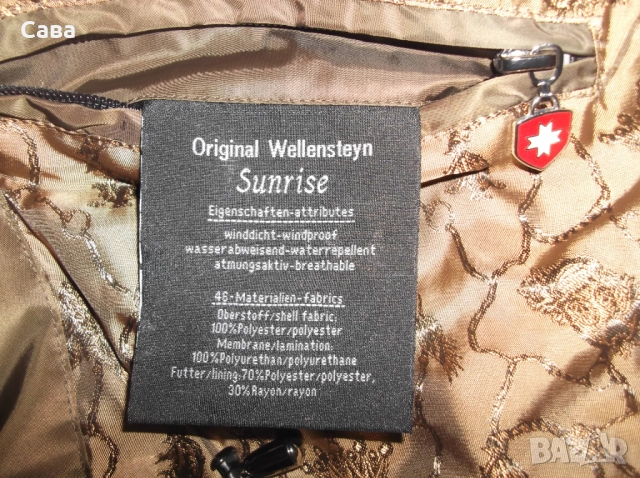 Сава
Original Wellensteyn
Sunrise
Eigenschaften-attributes
winddicht-windproof
wasserabweisend-waterrepellent
atmungsaktiv-breathable
46-Materialien-fabrics
Oberstoff/shell fabric:
100%Polyester/polyester
Membrane/lamination:
100%Polyurethan/polyurethane
Futter/lining:70%Polyester/polyester,
30%Rayon/rayon
BAZAR